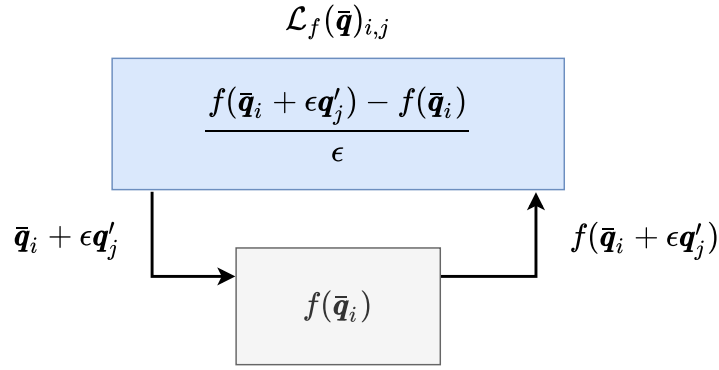 𝓛_f(q̄)_{i,j}
f(q̄_i + ϵq′_j) − f(q̄_i)
ϵ
q̄_i + ϵq′_j
f(q̄_i + ϵq′_j)
f(q̄_i)